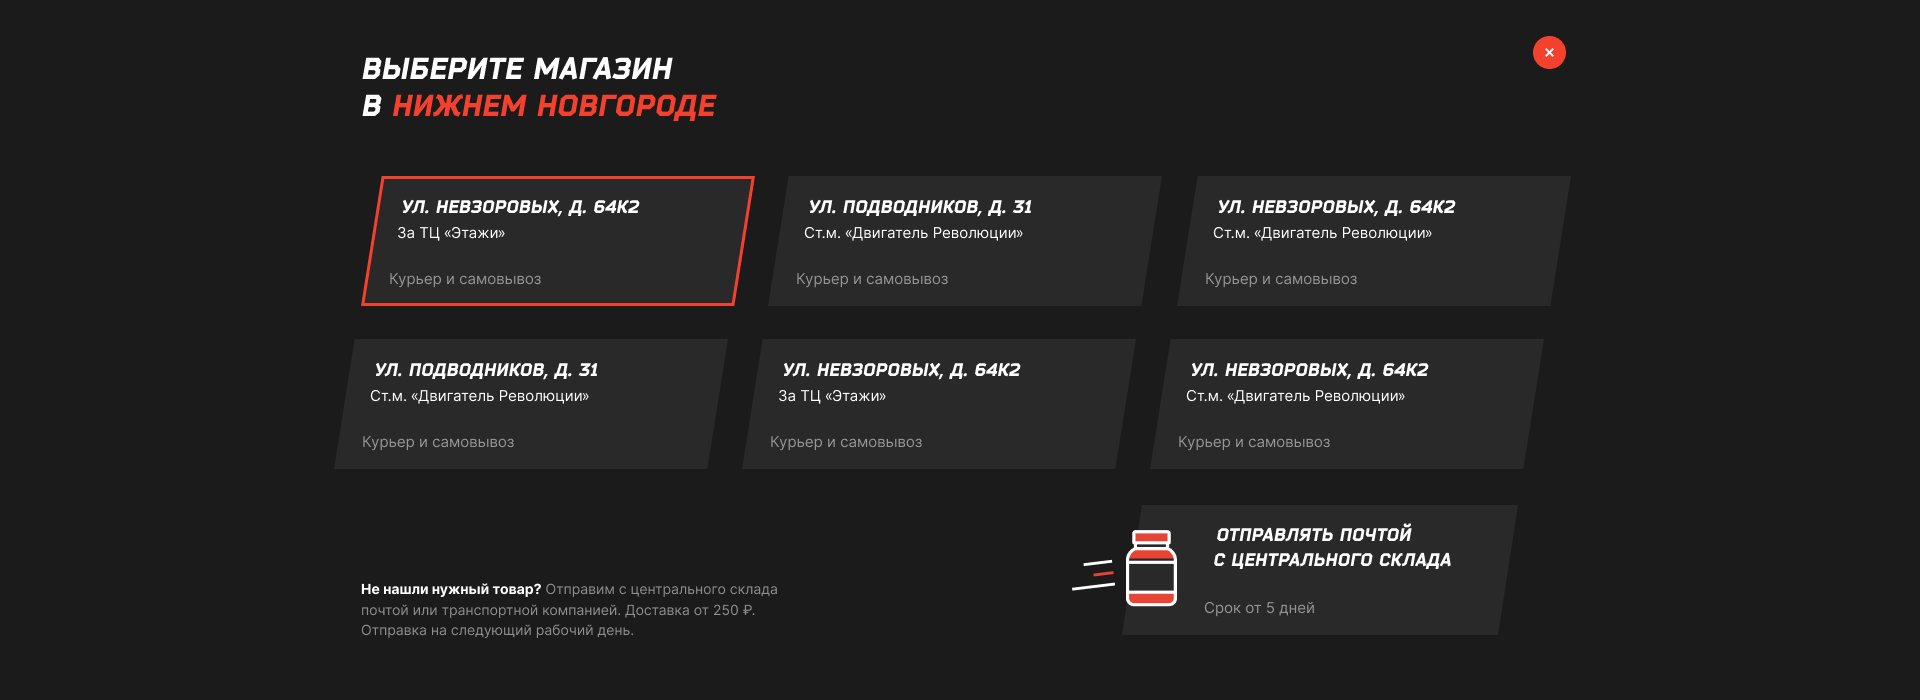 ВЫБЕРИТЕ МАГАЗИН
В НИЖНЕМ НОВГОРОДЕ
УЛ. НЕВЗОРОВЫХ, Д. 64К2
За ТЦ «Этажи»
Курьер и самовывоз
УЛ. ПОДВОДНИКОВ, Д. 31
Ст.м. «Двигатель Революции»
Курьер и самовывоз
УЛ. НЕВЗОРОВЫХ, Д. 64К2
Ст.м. «Двигатель Революции»
Курьер и самовывоз
УЛ. ПОДВОДНИКОВ, Д. 31
Ст.м. «Двигатель Революции»
Курьер и самовывоз
УЛ. НЕВЗОРОВЫХ, Д. 64К2
За ТЦ «Этажи»
Курьер и самовывоз
УЛ. НЕВЗОРОВЫХ, Д. 64К2
Ст.м. «Двигатель Революции»
Курьер и самовывоз
Не нашли нужный товар? Отправим с центрального склада
почтой или транспортной компанией. Доставка от 250 ₽.
Отправка на следующий рабочий день.
ОТПРАВЛЯТЬ ПОЧТОЙ
С ЦЕНТРАЛЬНОГО СКЛАДА
Срок от 5 дней